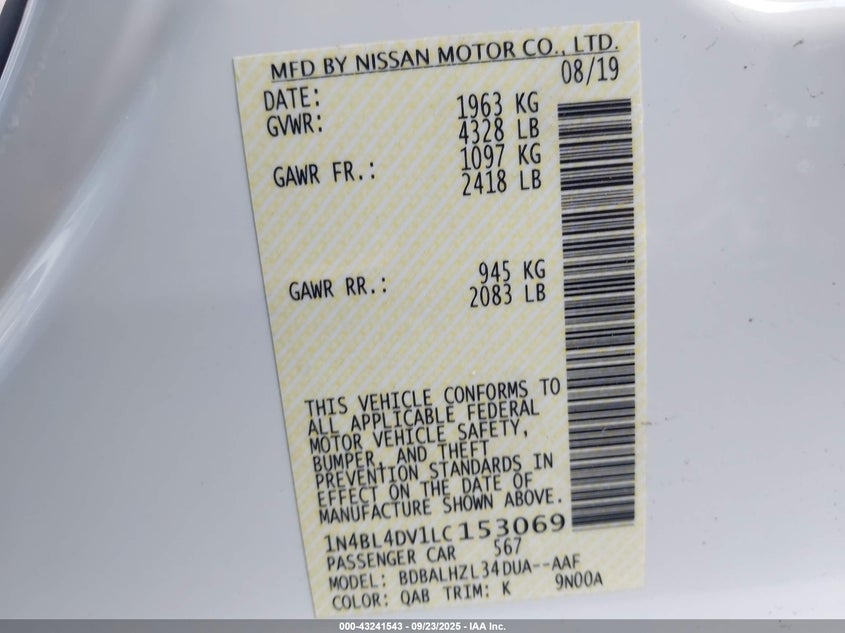 MFD BY NISSAN MOTOR CO., LTD.
DATE: 08/19
GVWR: 1963 KG
4328 LB
GAWR FR.: 1097 KG
2418 LB
GAWR RR.: 945 KG
2083 LB
THIS VEHICLE CONFORMS TO
ALL APPLICABLE FEDERAL
MOTOR VEHICLE SAFETY,
BUMPER, AND THEFT
PREVENTION STANDARDS IN
EFFECT ON THE DATE OF
MANUFACTURE SHOWN ABOVE.
1N4BL4DV1LC153069
PASSENGER CAR 567
MODEL: BDBALHZL34DUA--AAF
COLOR: QAB TRIM: K 9N00A
000-43241543 - 09/23/2025 - IAA Inc.